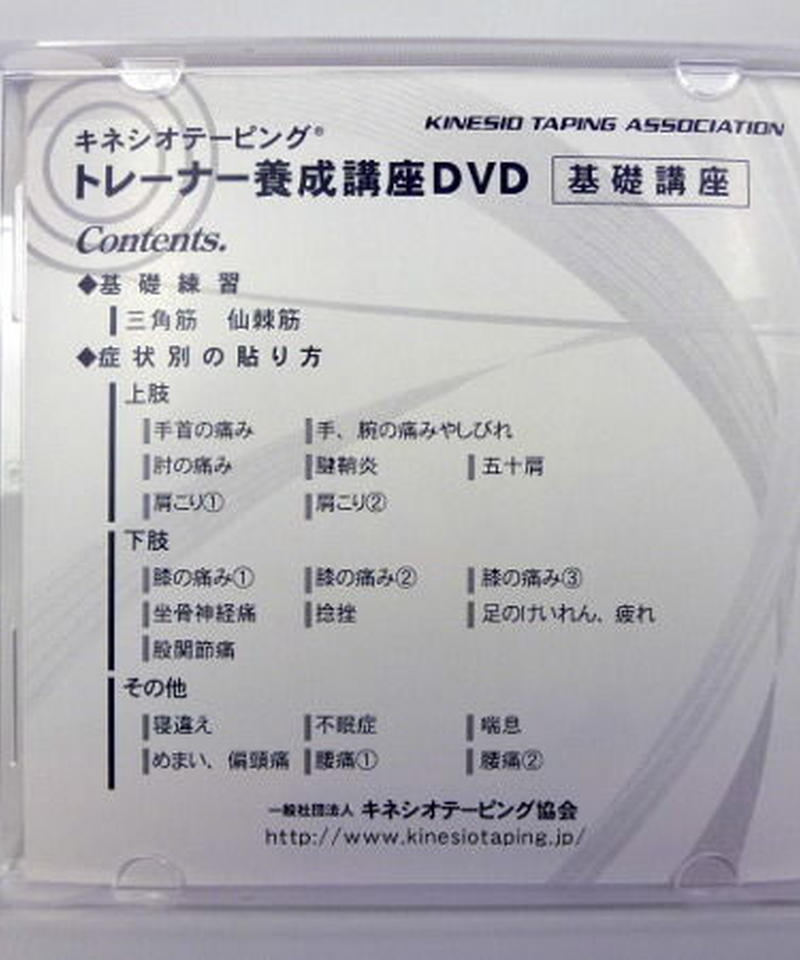 KINESIO TAPING ASSOCIATION
キネシオテーピング®
トレーナー養成講座DVD 基礎講座
Contents.
◆基礎練習
三角筋 仙棘筋
◆症状別の貼り方
上肢
手首の痛み 手、腕の痛みやしびれ
肘の痛み 腱鞘炎 五十肩
肩こり① 肩こり②
下肢
膝の痛み① 膝の痛み② 膝の痛み③
坐骨神経痛 捻挫 足のけいれん、疲れ
股関節痛
その他
寝違え 不眠症 喘息
めまい、偏頭痛 腰痛① 腰痛②
一般社団法人 キネシオテーピング協会
http://www.kinesiotaping.jp/